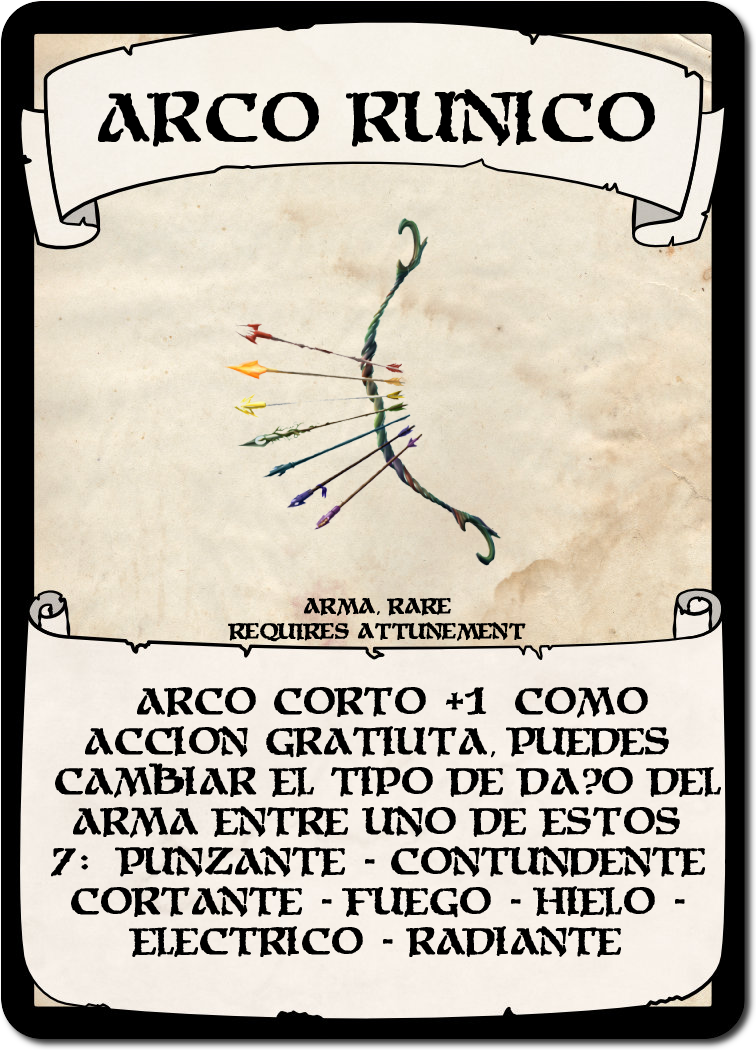 ARCO RUNICO
ARMA, RARE
REQUIRES ATTUNEMENT
ARCO CORTO +1 COMO
ACCION GRATIUTA, PUEDES
CAMBIAR EL TIPO DE DA?O DEL
ARMA ENTRE UNO DE ESTOS
7: PUNZANTE - CONTUNDENTE
CORTANTE - FUEGO - HIELO -
ELECTRICO - RADIANTE